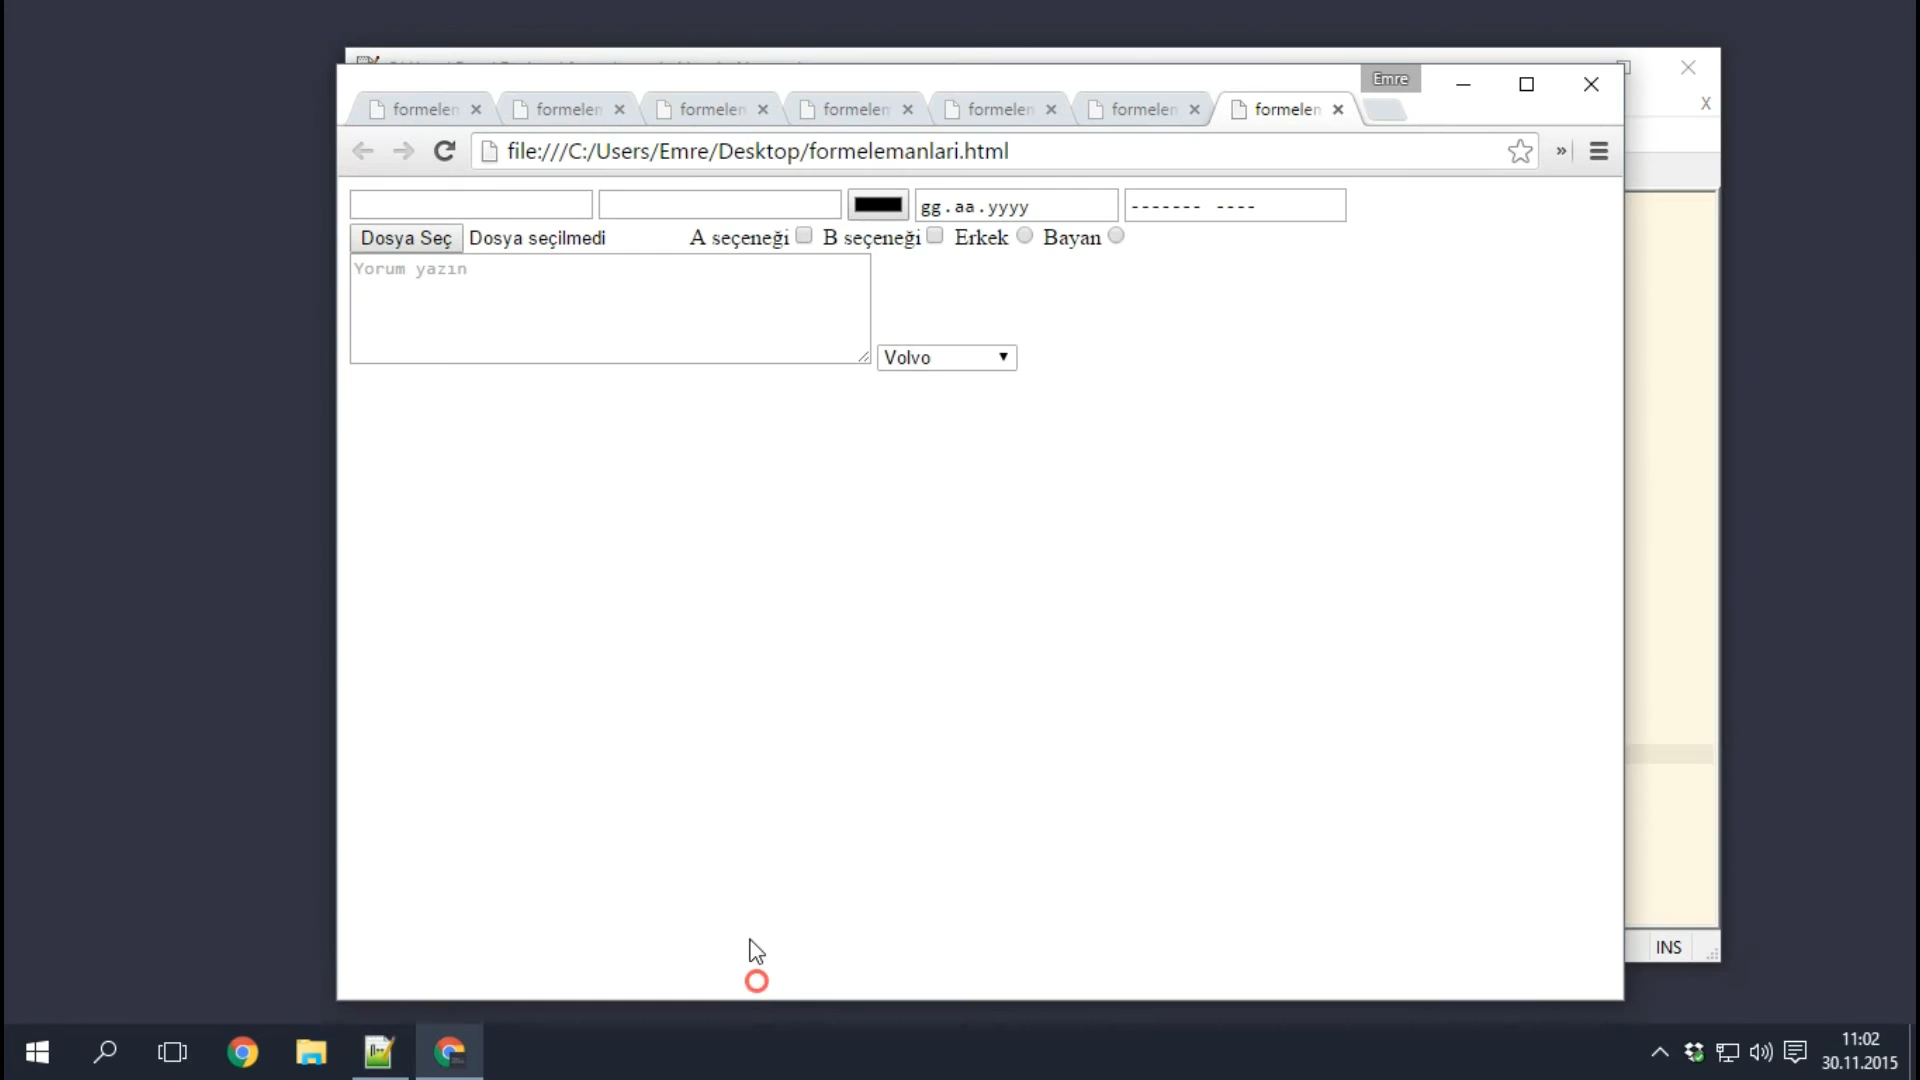 Emre
formelen formelen formelen formelen formelen formelen formelen
file:///C:/Users/Emre/Desktop/formelemanlari.html
X
gg.aa.yyyy ------- ----
Dosya Seç Dosya seçilmedi A seçeneği B seçeneği Erkek Bayan
Yorum yazın
Volvo
INS
11:02
30.11.2015